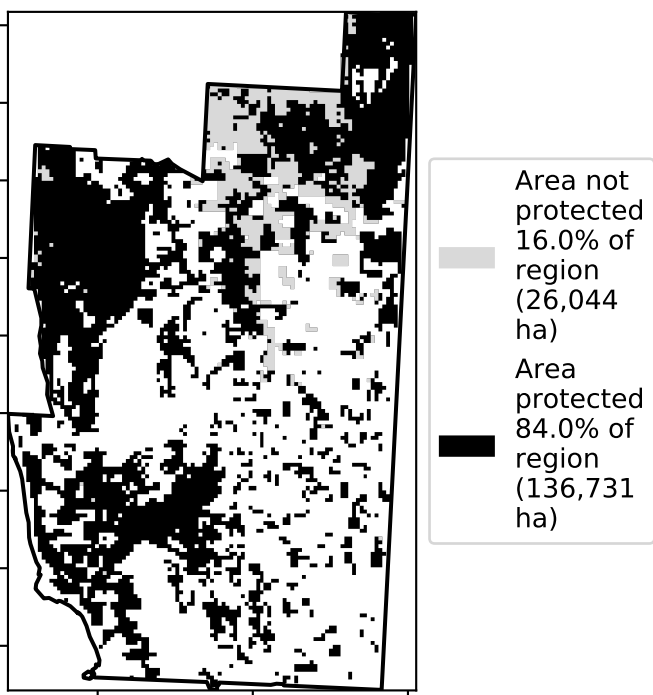 Area not
protected
16.0% of
region
(26,044
ha)
Area
protected
84.0% of
region
(136,731
ha)